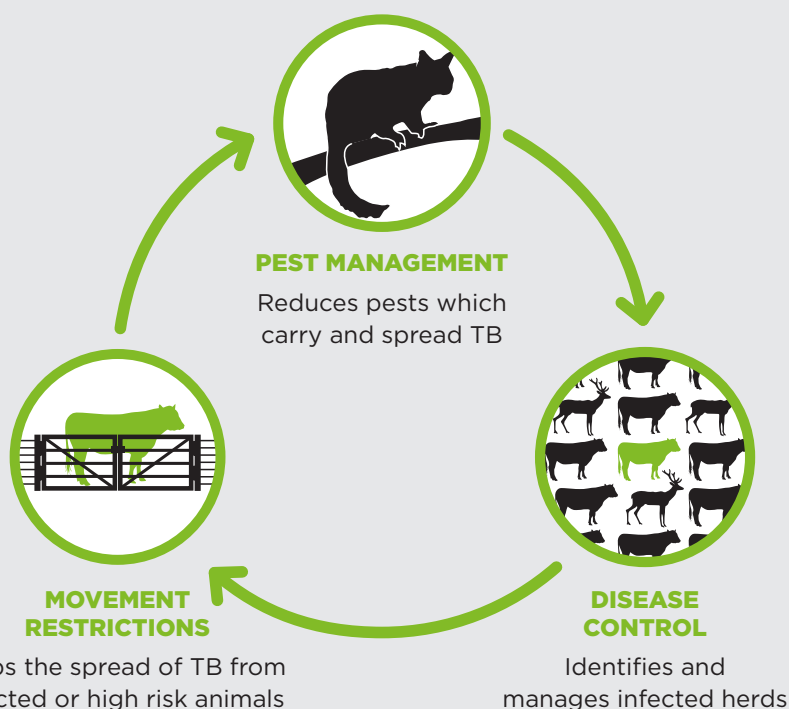 PEST MANAGEMENT
Reduces pests which
carry and spread TB
MOVEMENT
RESTRICTIONS
the spread of TB from
or high risk animals
DISEASE
CONTROL
Identifies and
manages infected herds